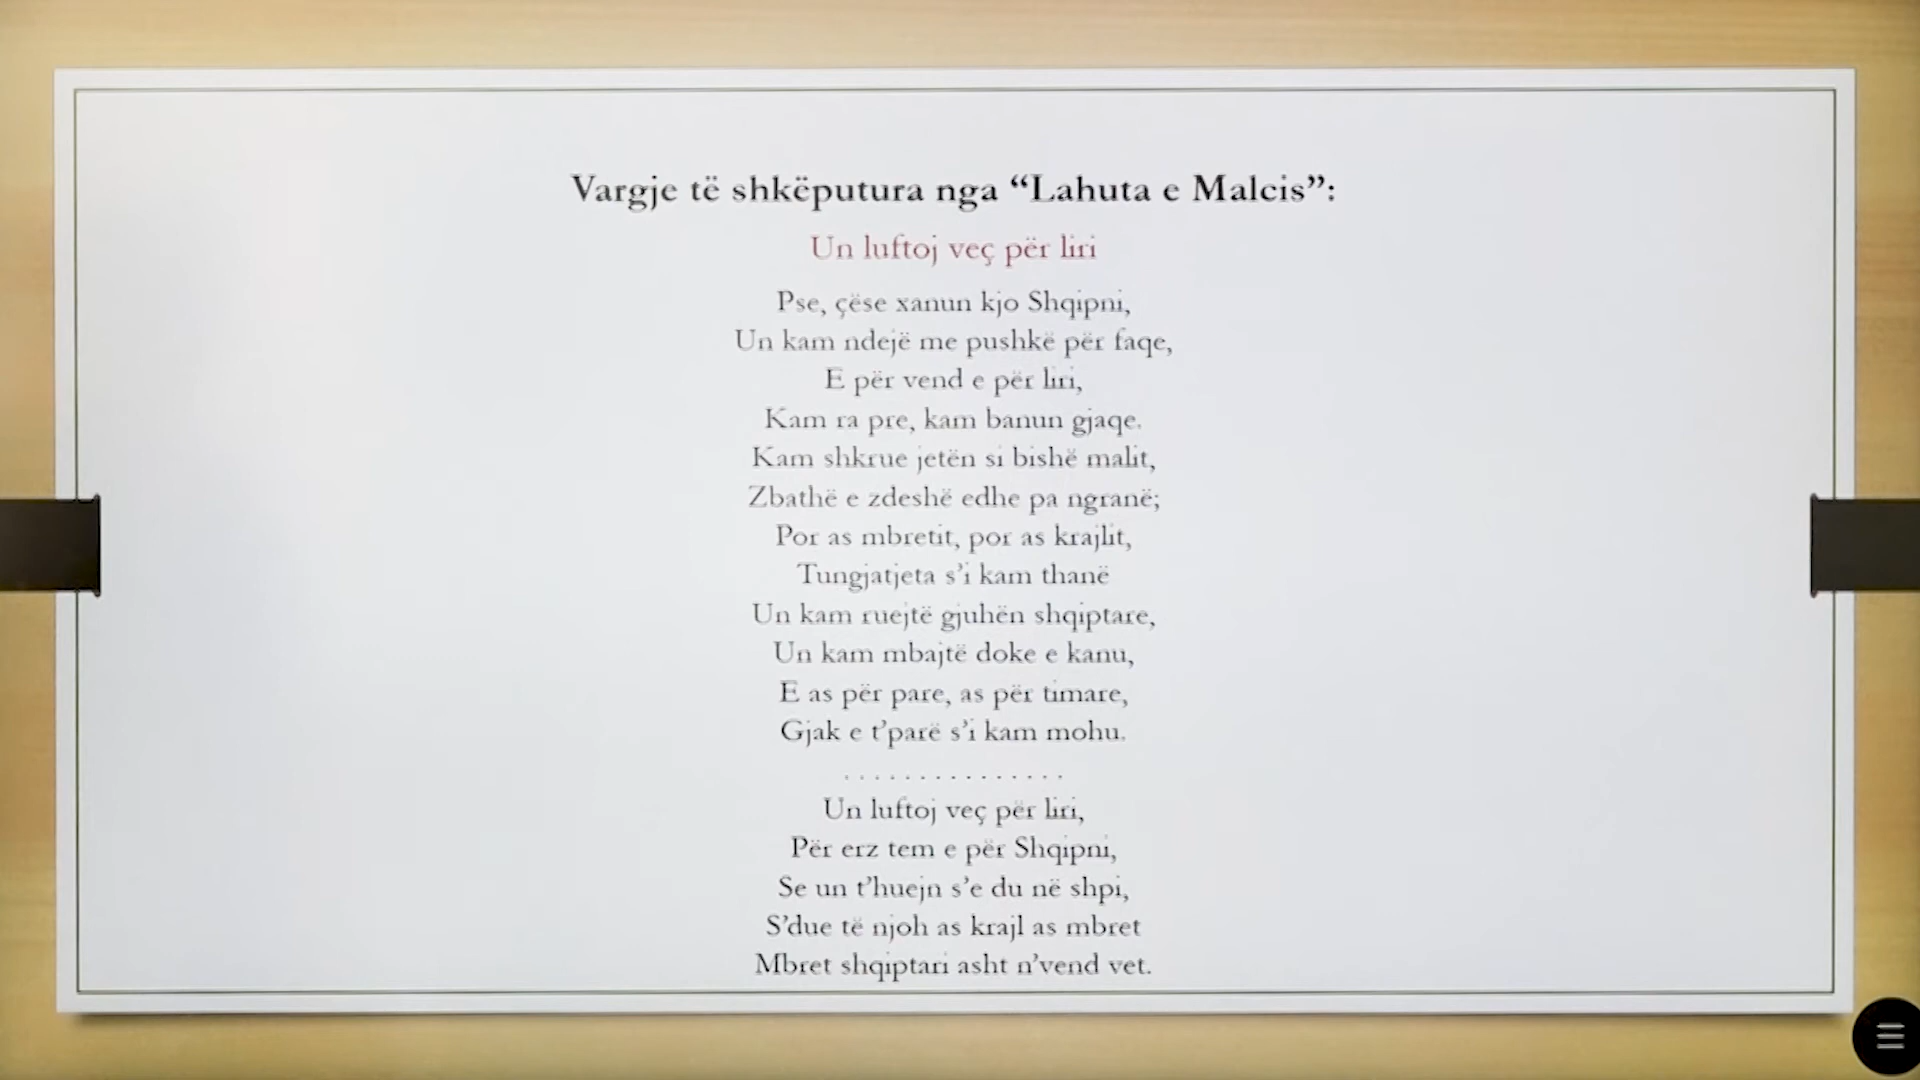 Vargje të shkëputura nga “Lahuta e Malcis”:
Un luftoj veç për liri
Pse, çëse xanun kjo Shqipni,
Un kam ndejë me pushkë për faqe,
E për vend e për liri,
Kam ra pre, kam banun gjaqe.
Kam shkrue jetën si bishë malit,
Zbathë e zdeshë edhe pa ngranë;
Por as mbretit, por as krajlit,
Tungjatjeta s’i kam thanë
Un kam ruejtë gjuhën shqiptare,
Un kam mbajtë doke e kanu,
E as për pare, as për timare,
Gjak e t’parë s’i kam mohu.
. . . . . . . . . . . . . . .
Un luftoj veç për liri,
Për erz tem e për Shqipni,
Se un t’huejn s’e du në shpi,
S’due të njoh as krajl as mbret
Mbret shqiptari asht n’vend vet.